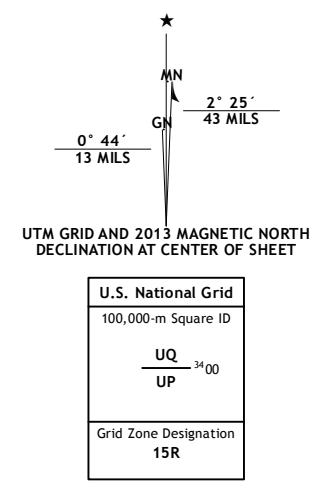 ★
MN
2° 25´
43 MILS
GN
0° 44´
13 MILS
UTM GRID AND 2013 MAGNETIC NORTH
DECLINATION AT CENTER OF SHEET
U.S. National Grid
100,000-m Square ID
UQ
3400
UP
Grid Zone Designation
15R